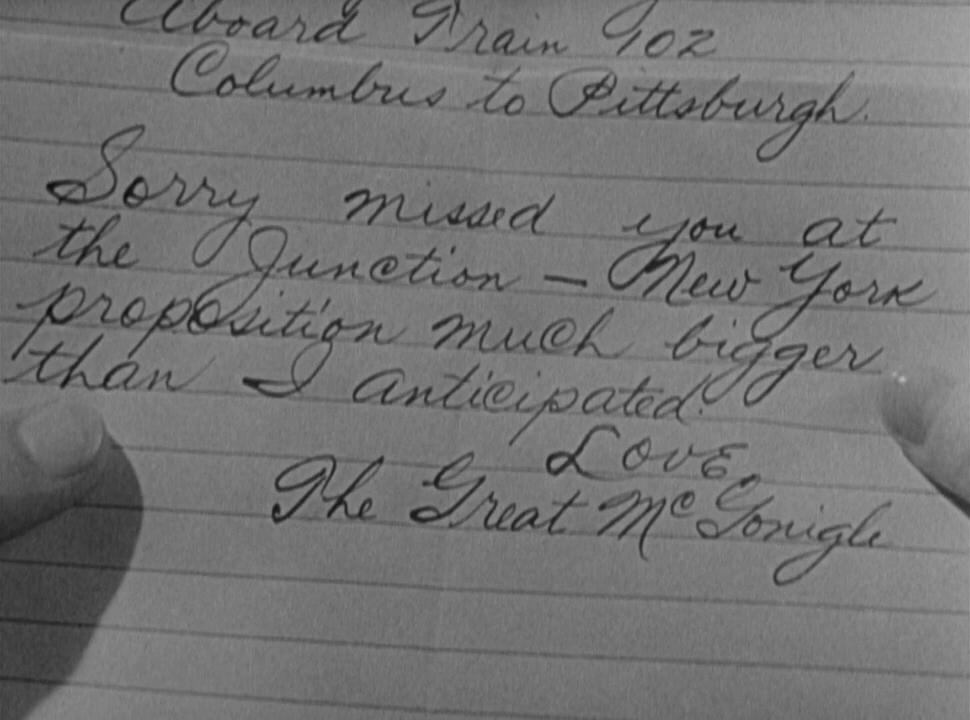 Aboard Train 902
Columbus to Pittsburgh.
Sorry missed you at
the Junction — New York
proposition much bigger
than I anticipated.
Love,
The Great McGonigle